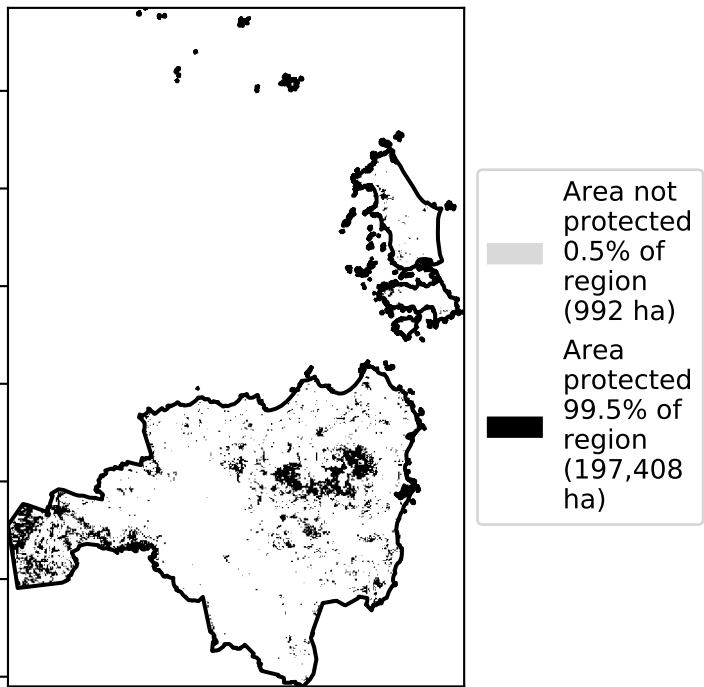 Area not
protected
0.5% of
region
(992 ha)
Area
protected
99.5% of
region
(197,408
ha)